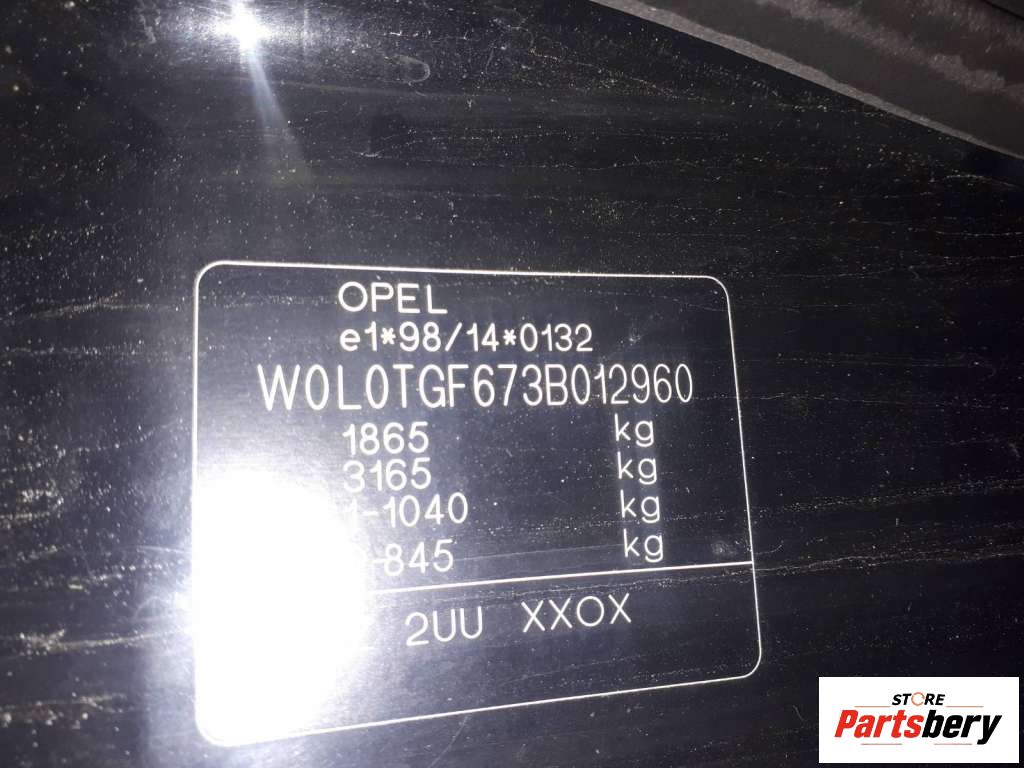 OPEL
e1*98/14*0132
W0L0TGF673B012960
1865 kg
3165 kg
1-1040 kg
-845 kg
2UU XXOX
STORE
Partsbery